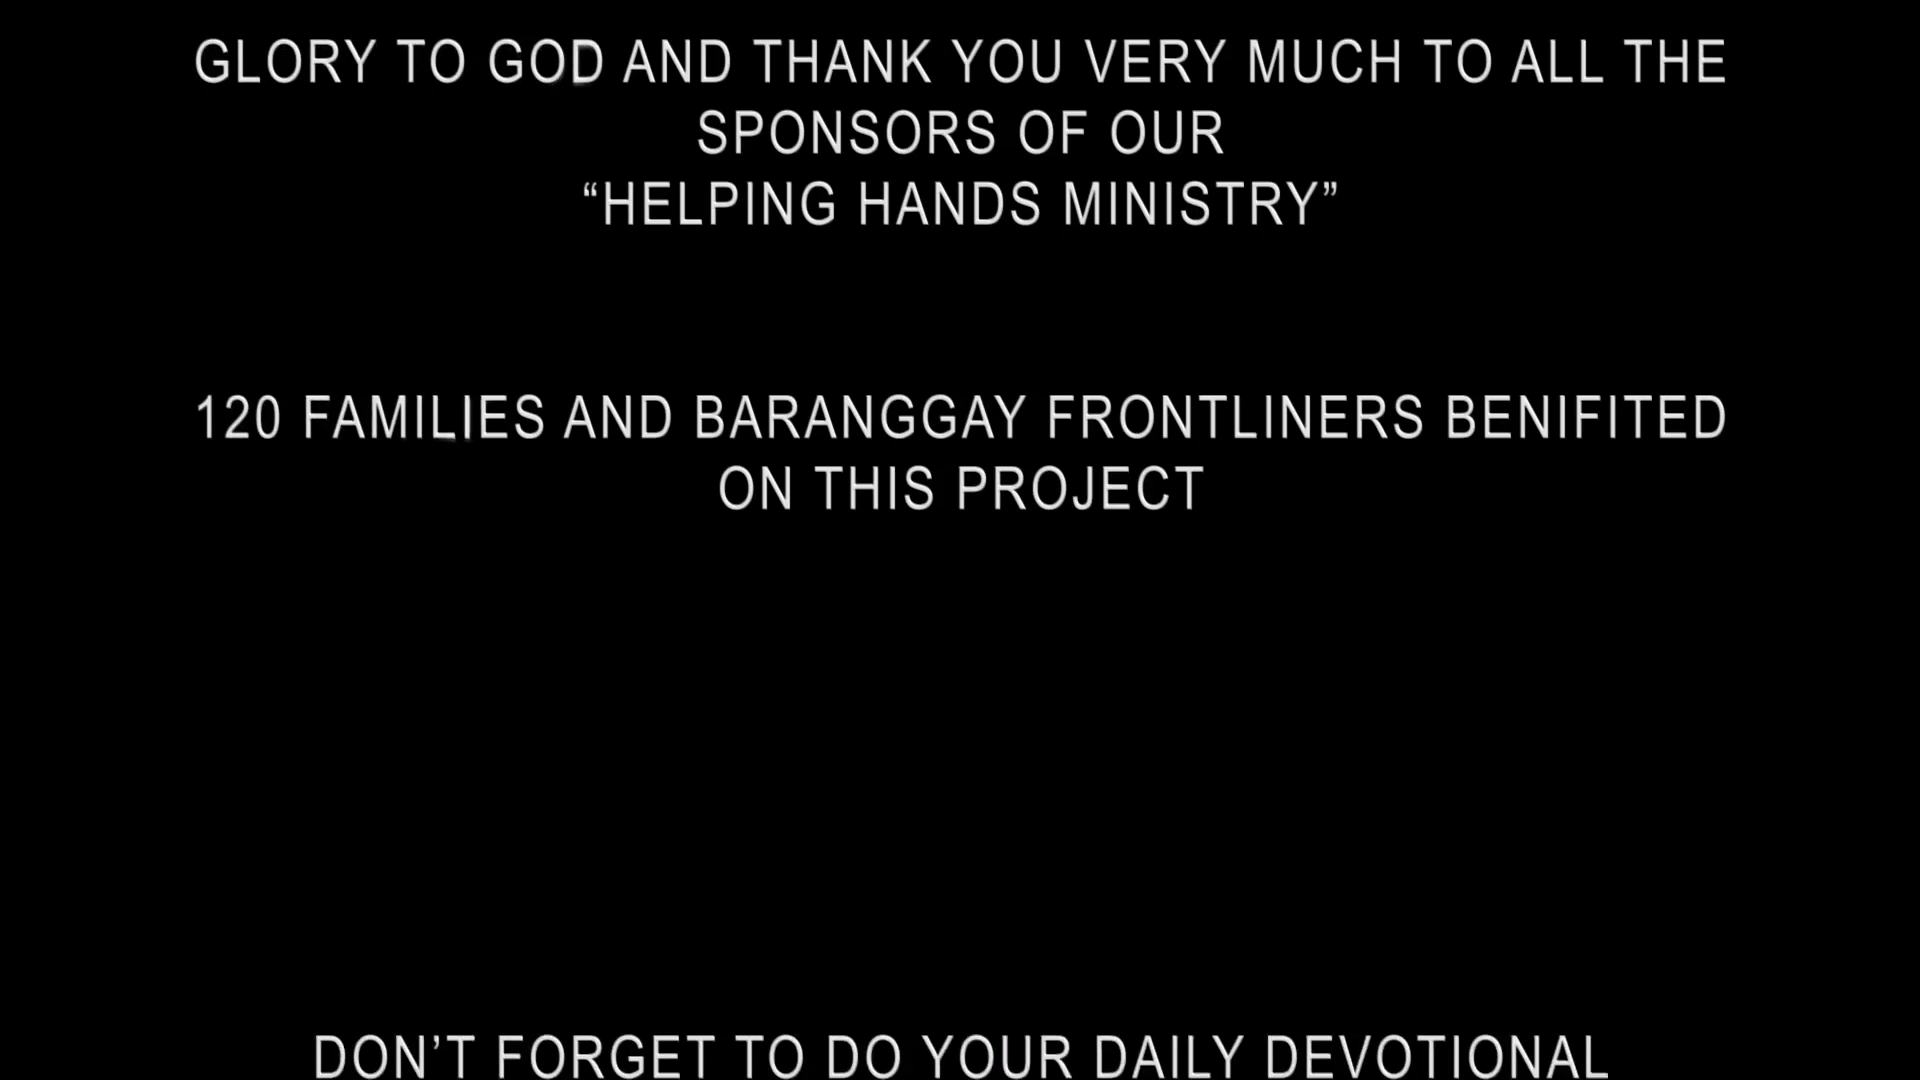 GLORY TO GOD AND THANK YOU VERY MUCH TO ALL THE
SPONSORS OF OUR
“HELPING HANDS MINISTRY”
120 FAMILIES AND BARANGGAY FRONTLINERS BENIFITED
ON THIS PROJECT
DON’T FORGET TO DO YOUR DAILY DEVOTIONAL